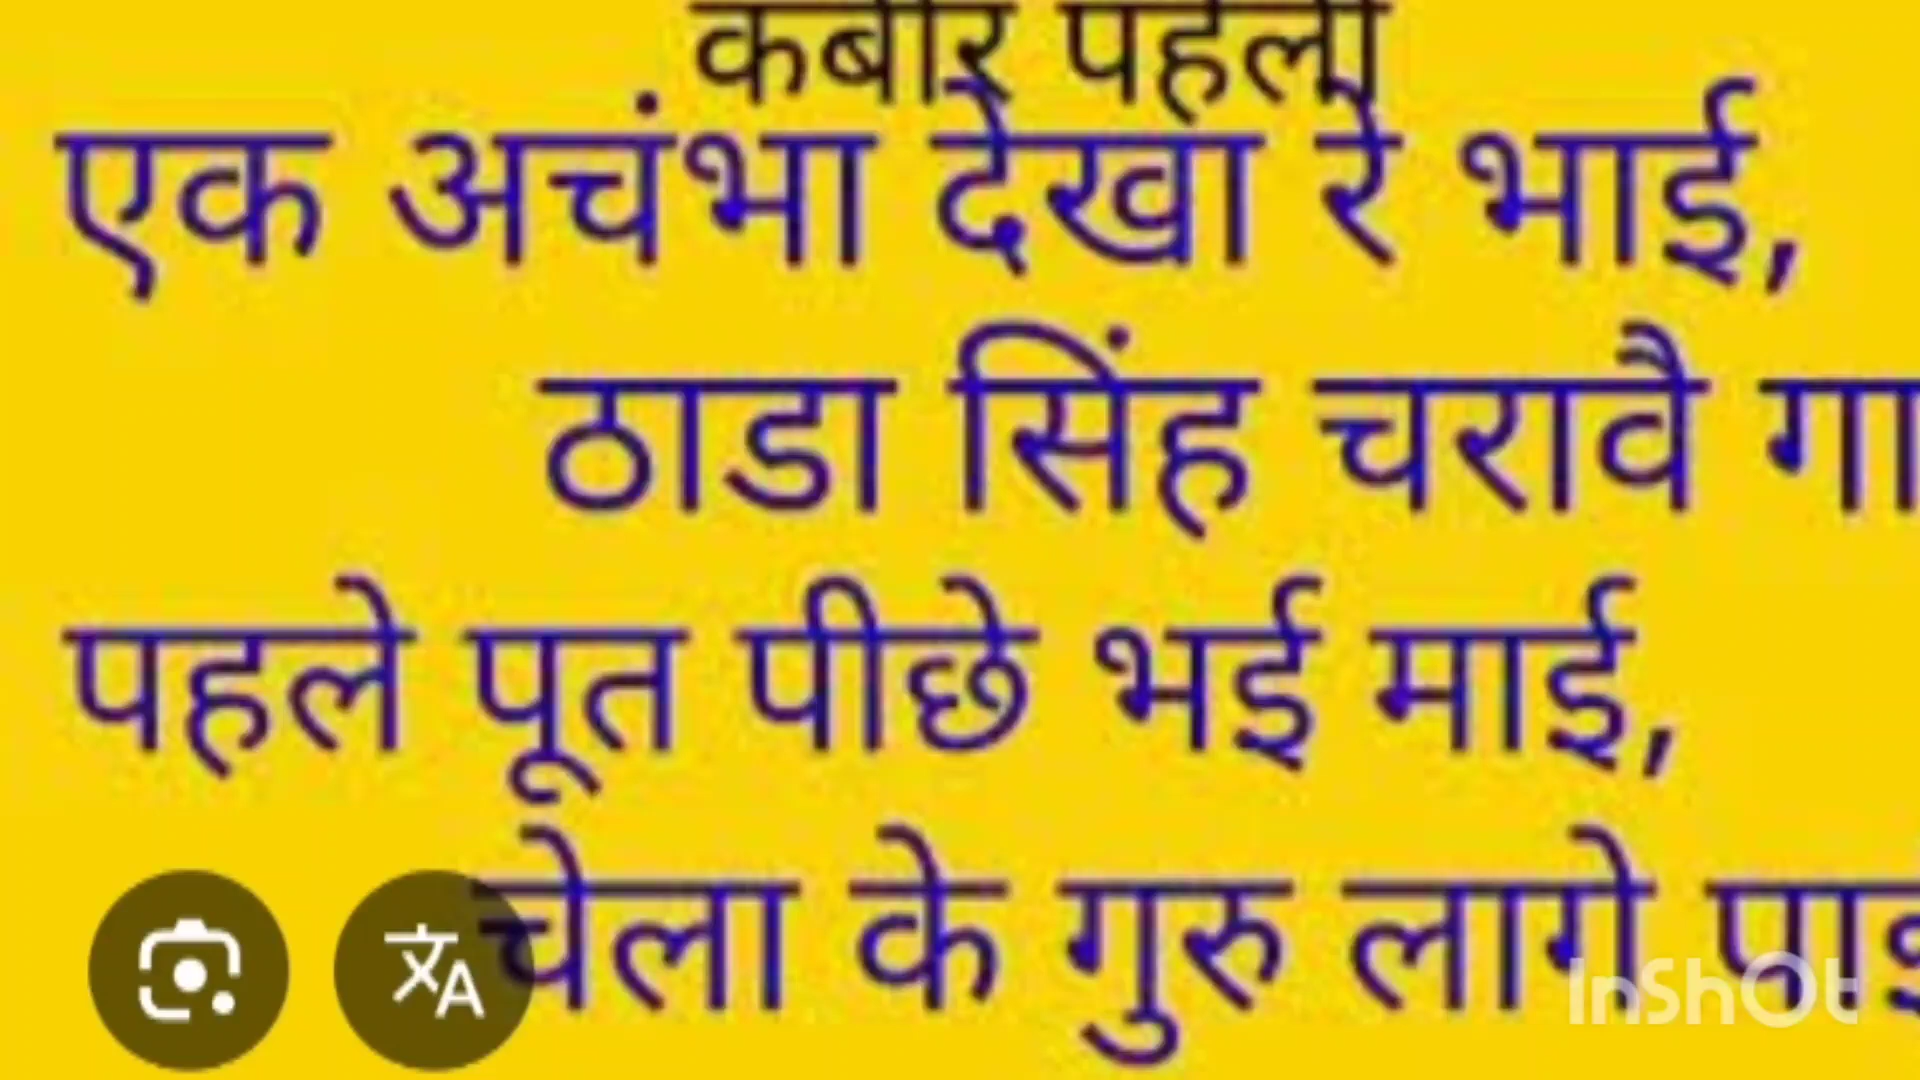 कबीर पहेली
एक अचंभा देखा रे भाई,
ठाडा सिंह चरावै गा
पहले पूत पीछे भई माई,
चेला के गुरु लागे पाइ
InShOt